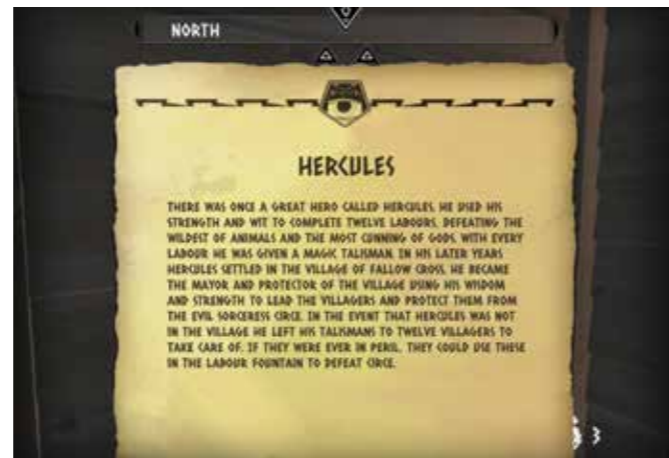 NORTH
HERCULES
THERE WAS ONCE A GREAT HERO CALLED HERCULES. HE USED HIS
STRENGTH AND WIT TO COMPLETE TWELVE LABOURS, DEFEATING THE
WILDEST OF ANIMALS AND THE MOST CUNNING OF GODS. WITH EVERY
LABOUR HE WAS GIVEN A MAGIC TALISMAN. IN HIS LATER YEARS
HERCULES SETTLED IN THE VILLAGE OF FALLOW CROSS. HE BECAME
THE MAYOR AND PROTECTOR OF THE VILLAGE USING HIS WISDOM
AND STRENGTH TO LEAD THE VILLAGERS AND PROTECT THEM FROM
THE EVIL SORCERESS CIRCE. IN THE EVENT THAT HERCULES WAS NOT
IN THE VILLAGE HE LEFT HIS TALISMANS TO TWELVE VILLAGERS TO
TAKE CARE OF. IF THEY WERE EVER IN PERIL, THEY COULD USE THESE
IN THE LABOUR FOUNTAIN TO DEFEAT CIRCE.
3